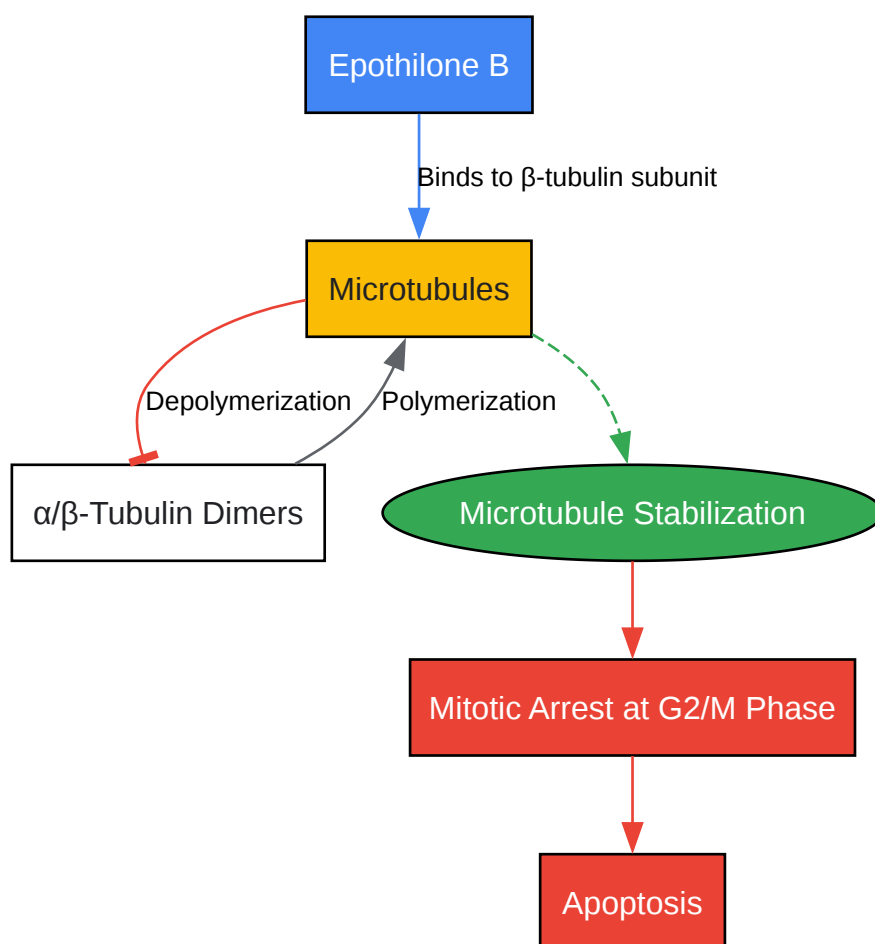 Epothilone B
Binds to β-tubulin subunit
Microtubules
Depolymerization
Polymerization
α/β-Tubulin Dimers
Microtubule Stabilization
Mitotic Arrest at G2/M Phase
Apoptosis